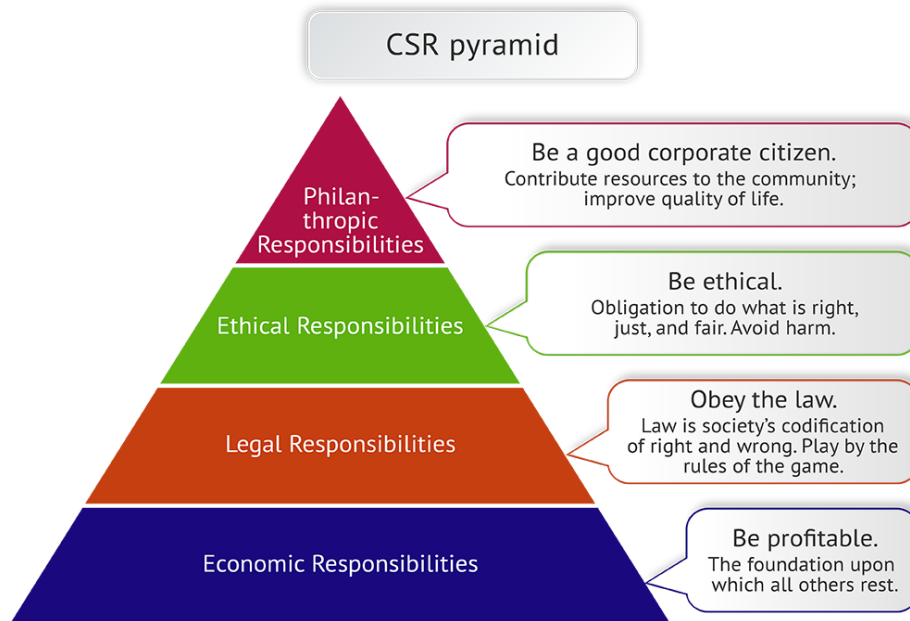 CSR pyramid
Philan-
thropic
Responsibilities
Be a good corporate citizen.
Contribute resources to the community;
improve quality of life.
Ethical Responsibilities
Be ethical.
Obligation to do what is right,
just, and fair. Avoid harm.
Legal Responsibilities
Obey the law.
Law is society’s codification
of right and wrong. Play by the
rules of the game.
Economic Responsibilities
Be profitable.
The foundation upon
which all others rest.